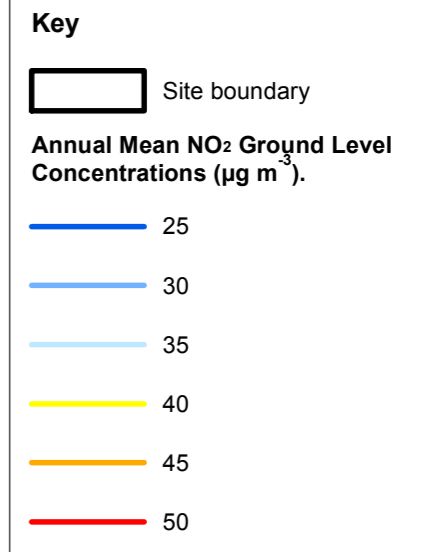 Key
Site boundary
Annual Mean NO2 Ground Level
Concentrations (µg m-3).
25
30
35
40
45
50